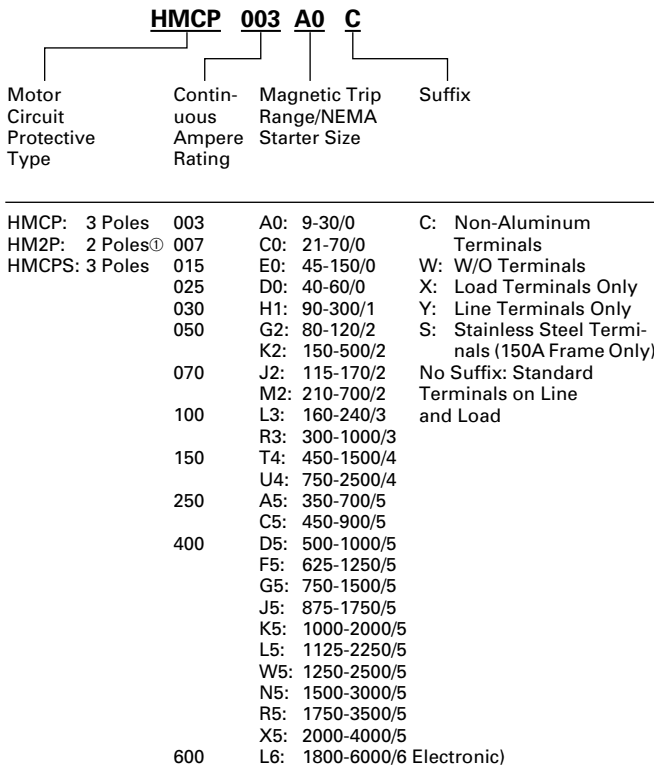 HMCP 003 A0 C
Motor Circuit Protective Type
Contin-uous Ampere Rating
Magnetic Trip Range/NEMA Starter Size
Suffix
HMCP: 3 Poles 003 A0: 9-30/0 C: Non-Aluminum
HM2P: 2 Poles① 007 C0: 21-70/0 Terminals
HMCPS: 3 Poles 015 E0: 45-150/0 W: W/O Terminals
025 D0: 40-60/0 X: Load Terminals Only
030 H1: 90-300/1 Y: Line Terminals Only
050 G2: 80-120/2 S: Stainless Steel Termi-
K2: 150-500/2 nals (150A Frame Only)
070 J2: 115-170/2 No Suffix: Standard
M2: 210-700/2 Terminals on Line
100 L3: 160-240/3 and Load
R3: 300-1000/3
150 T4: 450-1500/4
U4: 750-2500/4
250 A5: 350-700/5
C5: 450-900/5
400 D5: 500-1000/5
F5: 625-1250/5
G5: 750-1500/5
J5: 875-1750/5
K5: 1000-2000/5
L5: 1125-2250/5
W5: 1250-2500/5
N5: 1500-3000/5
R5: 1750-3500/5
X5: 2000-4000/5
600 L6: 1800-6000/6 Electronic)